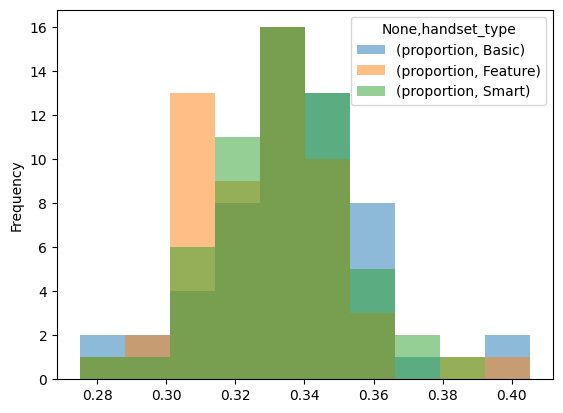 None,handset_type
(proportion, Basic)
(proportion, Feature)
(proportion, Smart)
Frequency
16
14
12
10
8
6
4
2
0
0.28 0.30 0.32 0.34 0.36 0.38 0.40